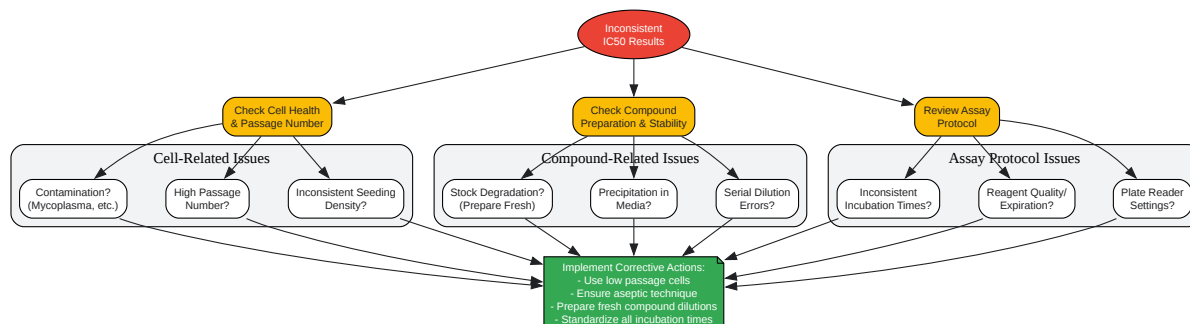 Inconsistent
IC50 Results
Check Cell Health
& Passage Number
Check Compound
Preparation & Stability
Review Assay
Protocol
Cell-Related Issues
Contamination?
(Mycoplasma, etc.)
High Passage
Number?
Inconsistent Seeding
Density?
Compound-Related Issues
Stock Degradation?
(Prepare Fresh)
Precipitation in
Media?
Serial Dilution
Errors?
Assay Protocol Issues
Inconsistent
Incubation Times?
Reagent Quality/
Expiration?
Plate Reader
Settings?
Implement Corrective Actions:
- Use low passage cells
- Ensure aseptic technique
- Prepare fresh compound dilutions
- Standardize all incubation times